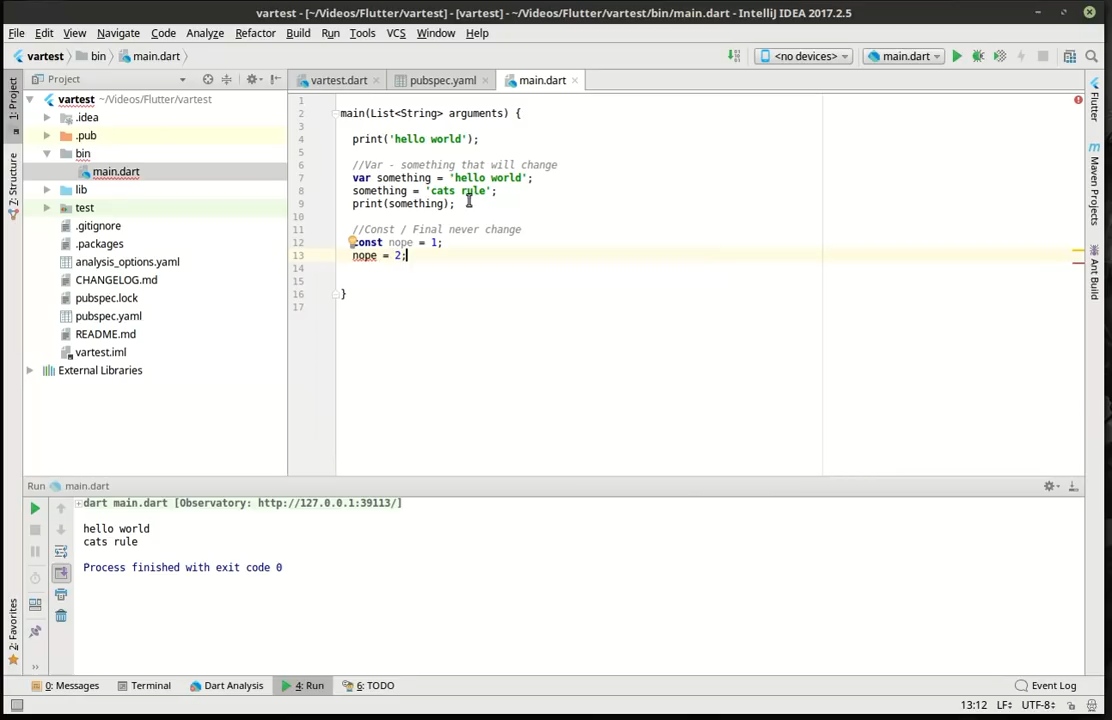 vartest - [~/Videos/Flutter/vartest] - [vartest] - ~/Videos/Flutter/vartest/bin/main.dart - IntelliJ IDEA 2017.2.5
File Edit View Navigate Code Analyze Refactor Build Run Tools VCS Window Help
vartest bin main.dart <no devices> main.dart
1: Project
7: Structure
2: Favorites
Project
vartest ~/Videos/Flutter/vartest
.idea
.pub
bin
main.dart
lib
test
.gitignore
.packages
analysis_options.yaml
CHANGELOG.md
pubspec.lock
pubspec.yaml
README.md
vartest.iml
External Libraries
vartest.dart pubspec.yaml main.dart
1
2 main(List<String> arguments) {
3
4 print('hello world');
5
6 //Var - something that will change
7 var something = 'hello world';
8 something = 'cats rule';
9 print(something);
10
11 //Const / Final never change
12 const nope = 1;
13 nope = 2;
14
15
16 }
17
Flutter
Maven Projects
Ant Build
Run main.dart
dart main.dart [Observatory: http://127.0.0.1:39113/]
hello world
cats rule
Process finished with exit code 0
0: Messages Terminal Dart Analysis 4: Run 6: TODO Event Log
13:12 LF UTF-8